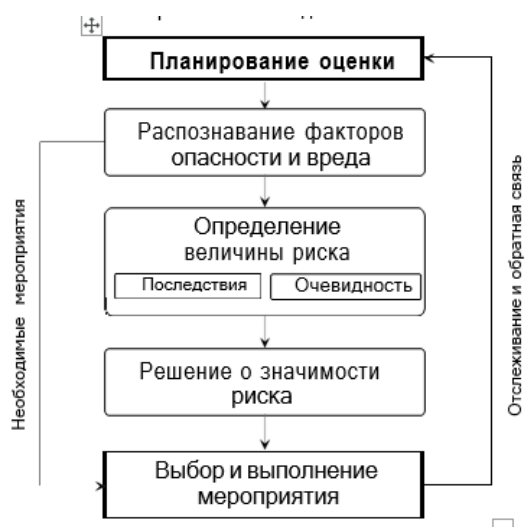 Планирование оценки
Распознавание факторов
опасности и вреда
Определение
величины риска
Последствия
Очевидность
Решение о значимости
риска
Выбор и выполнение
мероприятия
Необходимые мероприятия
Отслеживание и обратная связь